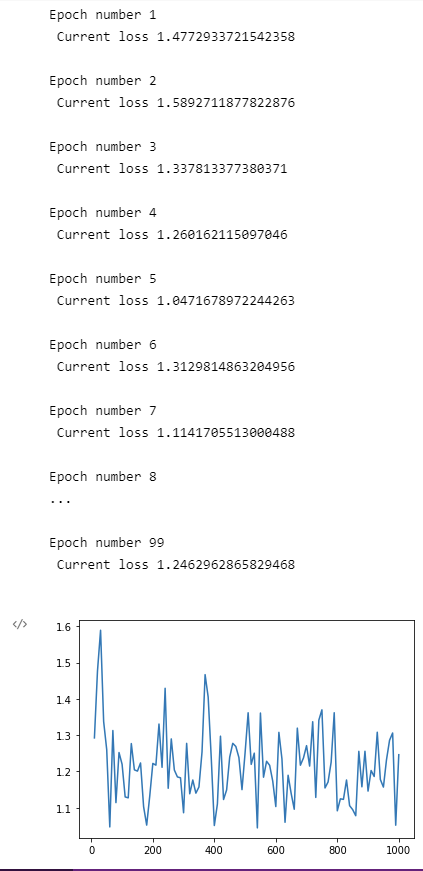 Epoch number 1
Current loss 1.4772933721542358
Epoch number 2
Current loss 1.5892711877822876
Epoch number 3
Current loss 1.337813377380371
Epoch number 4
Current loss 1.260162115097046
Epoch number 5
Current loss 1.0471678972244263
Epoch number 6
Current loss 1.3129814863204956
Epoch number 7
Current loss 1.1141705513000488
Epoch number 8
...
Epoch number 99
Current loss 1.2462962865829468
</>
1.6
1.5
1.4
1.3
1.2
1.1
0 200 400 600 800 1000